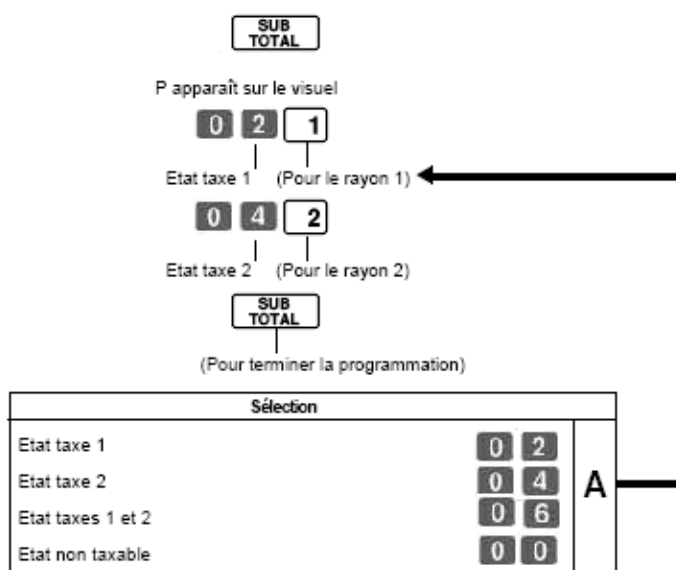 SUB
TOTAL
P apparaît sur le visuel
0 2 1
Etat taxe 1 (Pour le rayon 1)
0 4 2
Etat taxe 2 (Pour le rayon 2)
SUB
TOTAL
(Pour terminer la programmation)
Sélection
Etat taxe 1 0 2
Etat taxe 2 0 4
A
Etat taxes 1 et 2 0 6
Etat non taxable 0 0